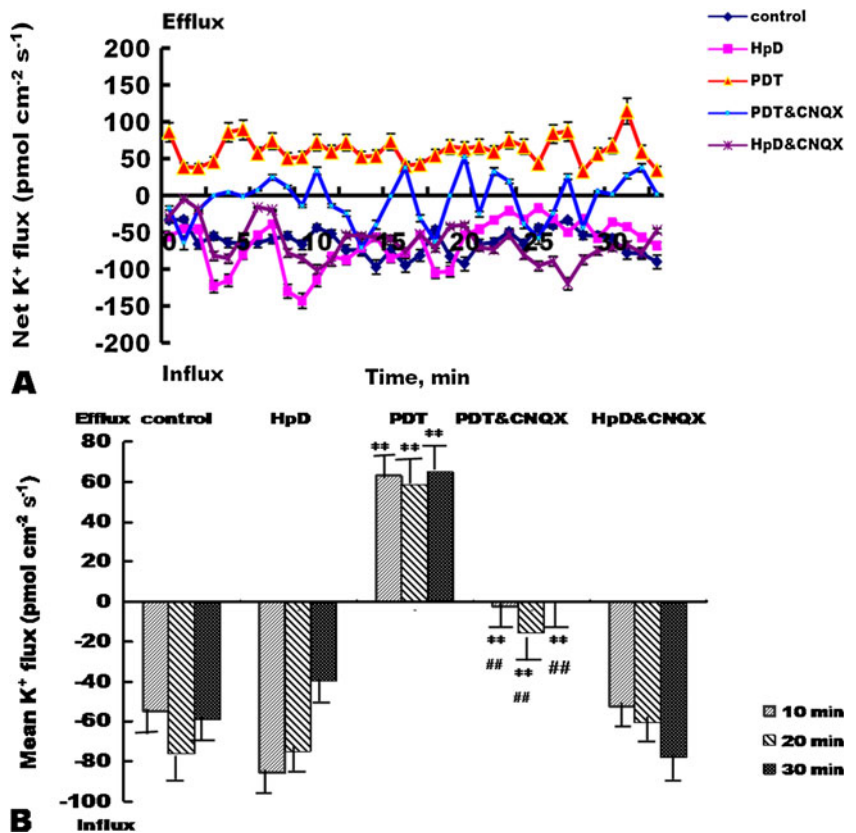 A
Efflux
Net K⁺ flux (pmol cm⁻² s⁻¹)
200
150
100
50
0
-50
-100
-150
-200
0 5 10 15 20 25 30
Influx
Time, min
control
HpD
PDT
PDT&CNQX
HpD&CNQX
B
Efflux control HpD PDT PDT&CNQX HpD&CNQX
Mean K⁺ flux (pmol cm⁻² s⁻¹)
80
60
40
20
0
-20
-40
-60
-80
-100
** ** **
** ** **
## ## ##
Influx
10 min
20 min
30 min